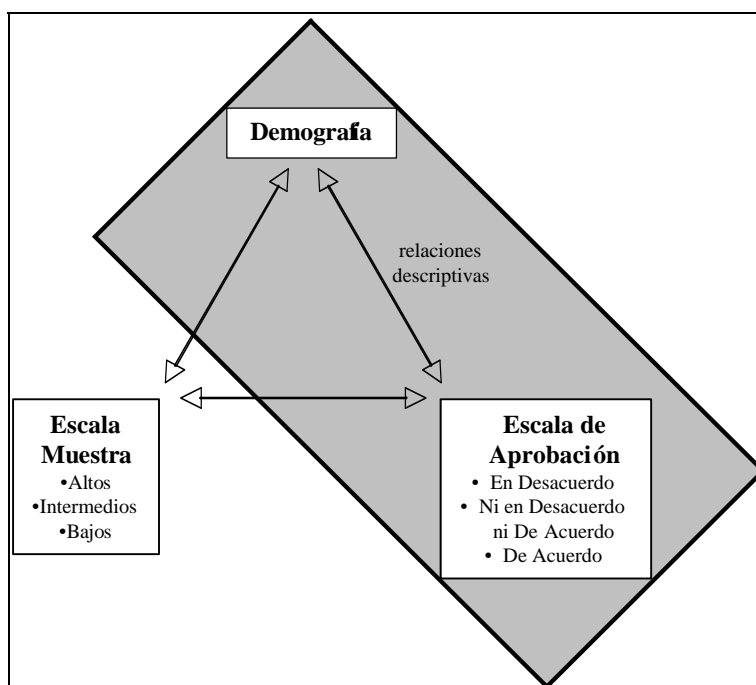 Demografía
relaciones
descriptivas
Escala
Muestra
•Altos
•Intermedios
•Bajos
Escala de
Aprobación
• En Desacuerdo
• Ni en Desacuerdo
ni De Acuerdo
• De Acuerdo